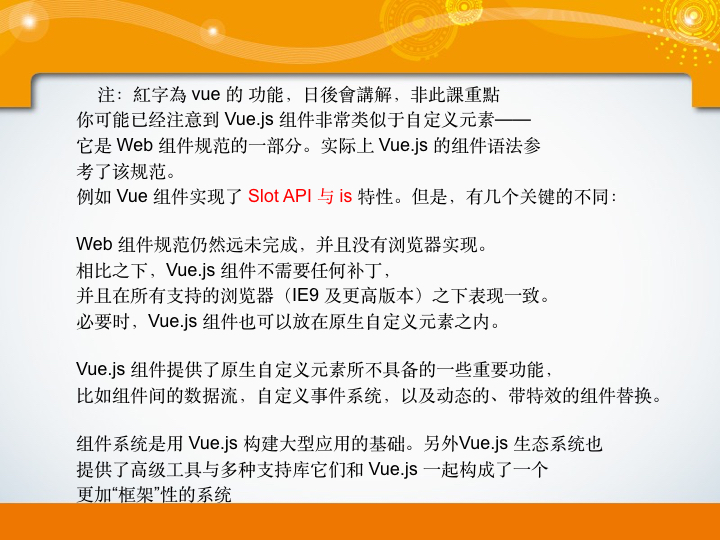 注：紅字為 vue 的 功能，日後會講解，非此課重點
你可能已经注意到 Vue.js 组件非常类似于自定义元素——
它是 Web 组件规范的一部分。实际上 Vue.js 的组件语法参
考了该规范。
例如 Vue 组件实现了 Slot API 与 is 特性。但是，有几个关键的不同：
Web 组件规范仍然远未完成，并且没有浏览器实现。
相比之下，Vue.js 组件不需要任何补丁，
并且在所有支持的浏览器（IE9 及更高版本）之下表现一致。
必要时，Vue.js 组件也可以放在原生自定义元素之内。
Vue.js 组件提供了原生自定义元素所不具备的一些重要功能，
比如组件间的数据流，自定义事件系统，以及动态的、带特效的组件替换。
组件系统是用 Vue.js 构建大型应用的基础。另外Vue.js 生态系统也
提供了高级工具与多种支持库它们和 Vue.js 一起构成了一个
更加“框架”性的系统